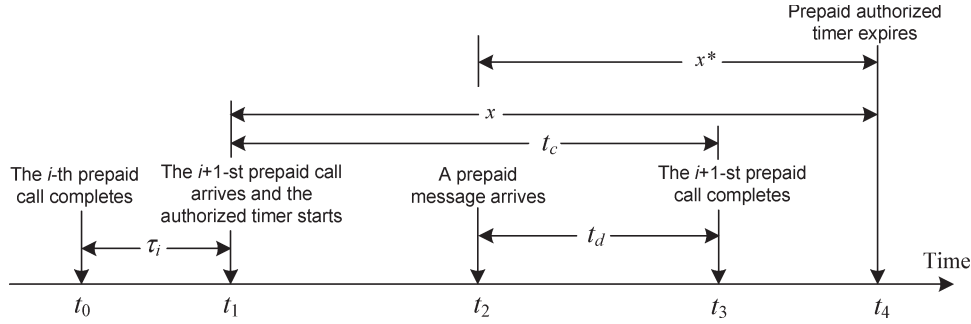 Prepaid authorized
timer expires
x*
x
t_c
The i-th prepaid
call completes
The i+1-st prepaid call
arrives and the
authorized timer starts
A prepaid
message arrives
The i+1-st prepaid
call completes
τ_i
t_d
Time
t_0
t_1
t_2
t_3
t_4